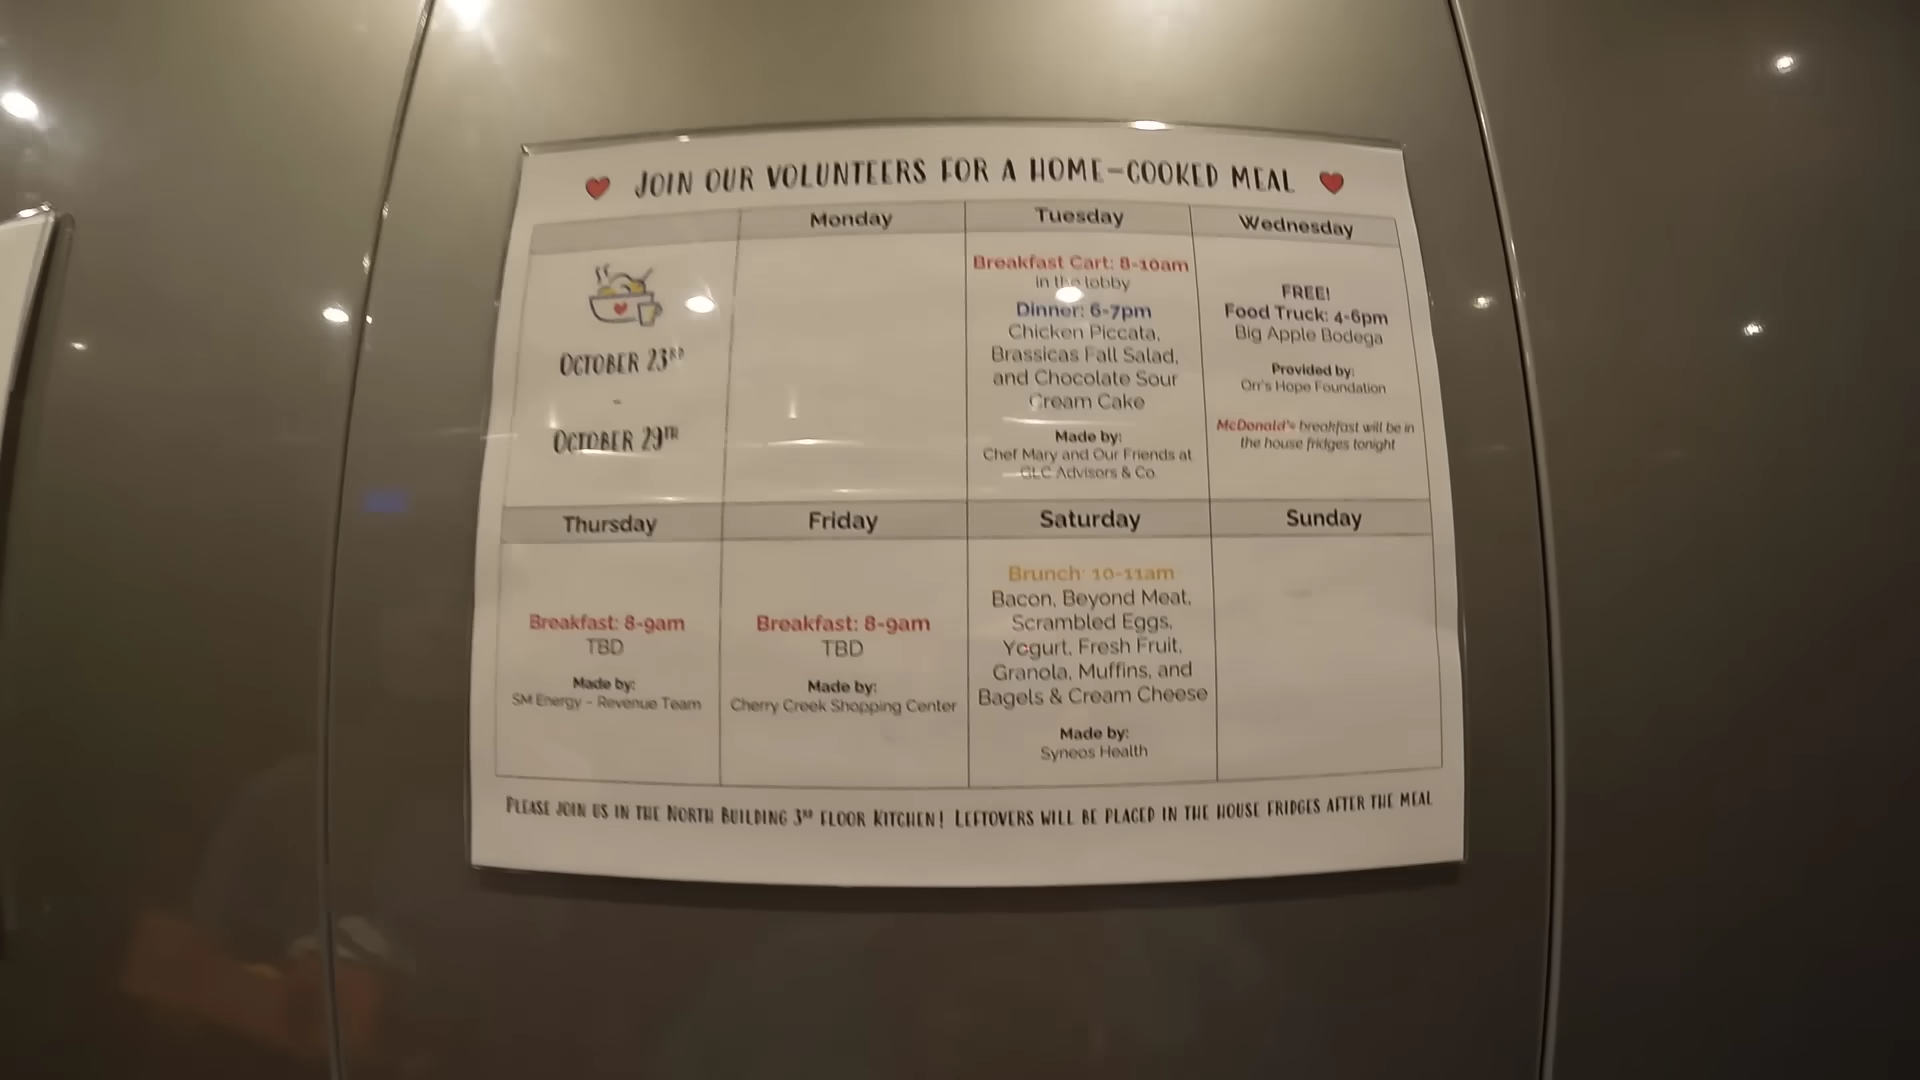 JOIN OUR VOLUNTEERS FOR A HOME-COOKED MEAL
OCTOBER 23RD
-
OCTOBER 29TH
Monday
Tuesday
Breakfast Cart: 8-10am
in the lobby
Dinner: 6-7pm
Chicken Piccata,
Brassicas Fall Salad,
and Chocolate Sour
Cream Cake
Made by:
Chef Mary and Our Friends at
GLC Advisors & Co.
Wednesday
FREE!
Food Truck: 4-6pm
Big Apple Bodega
Provided by:
Orr's Hope Foundation
McDonald's breakfast will be in
the house fridges tonight
Thursday
Breakfast: 8-9am
TBD
Made by:
SM Energy - Revenue Team
Friday
Breakfast: 8-9am
TBD
Made by:
Cherry Creek Shopping Center
Saturday
Brunch: 10-11am
Bacon, Beyond Meat,
Scrambled Eggs,
Yogurt, Fresh Fruit,
Granola, Muffins, and
Bagels & Cream Cheese
Made by:
Syneos Health
Sunday
PLEASE JOIN US IN THE NORTH BUILDING 3RD FLOOR KITCHEN! LEFTOVERS WILL BE PLACED IN THE HOUSE FRIDGES AFTER THE MEAL